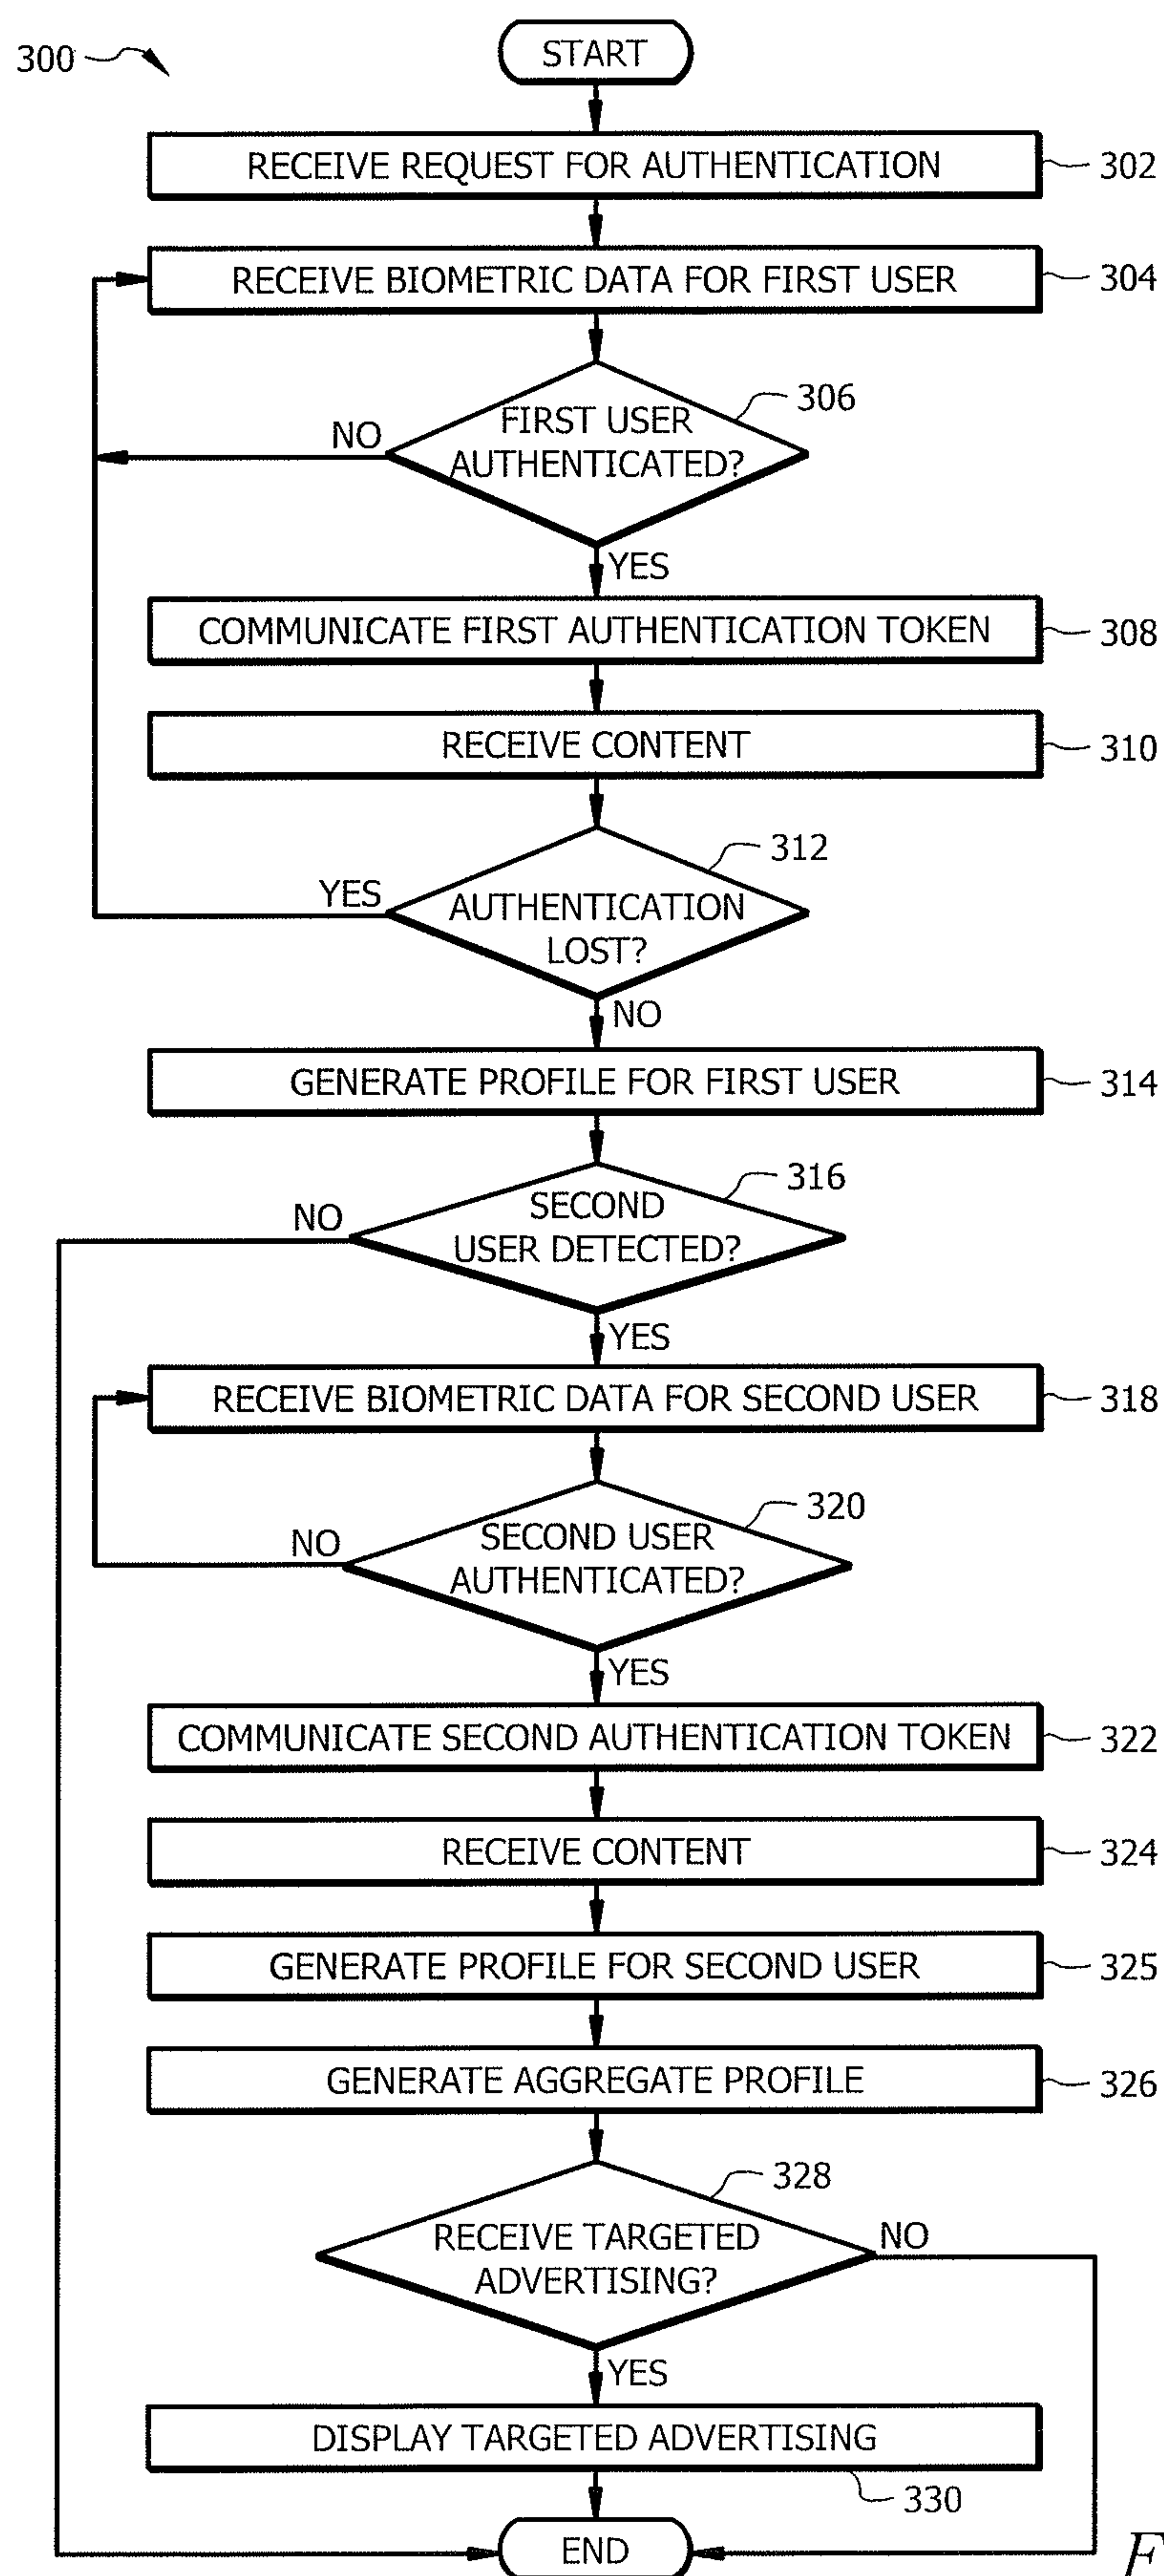 300
START
RECEIVE REQUEST FOR AUTHENTICATION
302
RECEIVE BIOMETRIC DATA FOR FIRST USER
304
306
FIRST USER
AUTHENTICATED?
NO
YES
COMMUNICATE FIRST AUTHENTICATION TOKEN
308
RECEIVE CONTENT
310
312
AUTHENTICATION
LOST?
YES
NO
GENERATE PROFILE FOR FIRST USER
314
316
SECOND
USER DETECTED?
NO
YES
RECEIVE BIOMETRIC DATA FOR SECOND USER
318
320
SECOND USER
AUTHENTICATED?
NO
YES
COMMUNICATE SECOND AUTHENTICATION TOKEN
322
RECEIVE CONTENT
324
GENERATE PROFILE FOR SECOND USER
325
GENERATE AGGREGATE PROFILE
326
328
RECEIVE TARGETED
ADVERTISING?
NO
YES
DISPLAY TARGETED ADVERTISING
330
END